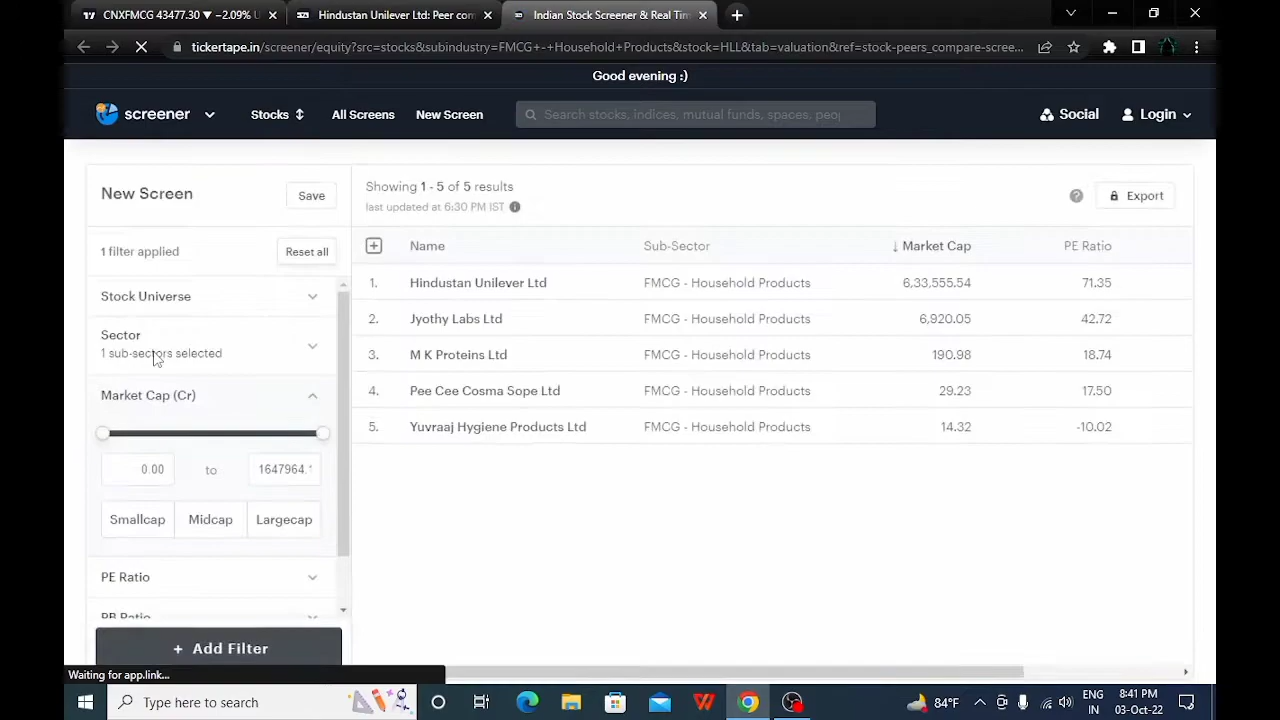 CNXFMCG 43477.30 ▼ −2.09% U
Hindustan Unilever Ltd: Peer com
Indian Stock Screener & Real Tim
tickertape.in/screener/equity?src=stocks&subindustry=FMCG+-+Household+Products&stock=HLL&tab=valuation&ref=stock-peers_compare-scree...
Good evening :)
screener
Stocks
All Screens
New Screen
Search stocks, indices, mutual funds, spaces, peop
Social
Login
New Screen
Save
Showing 1 - 5 of 5 results
last updated at 6:30 PM IST
Export
1 filter applied
Reset all
Name Sub-Sector ↓ Market Cap PE Ratio
1. Hindustan Unilever Ltd FMCG - Household Products 6,33,555.54 71.35
2. Jyothy Labs Ltd FMCG - Household Products 6,920.05 42.72
3. M K Proteins Ltd FMCG - Household Products 190.98 18.74
4. Pee Cee Cosma Sope Ltd FMCG - Household Products 29.23 17.50
5. Yuvraaj Hygiene Products Ltd FMCG - Household Products 14.32 -10.02
Stock Universe
Sector
1 sub-sectors selected
Market Cap (Cr)
0.00 to 1647964.
Smallcap Midcap Largecap
PE Ratio
PB Ratio
+ Add Filter
Waiting for app.link...
Type here to search
84°F
ENG
IN
8:41 PM
03-Oct-22